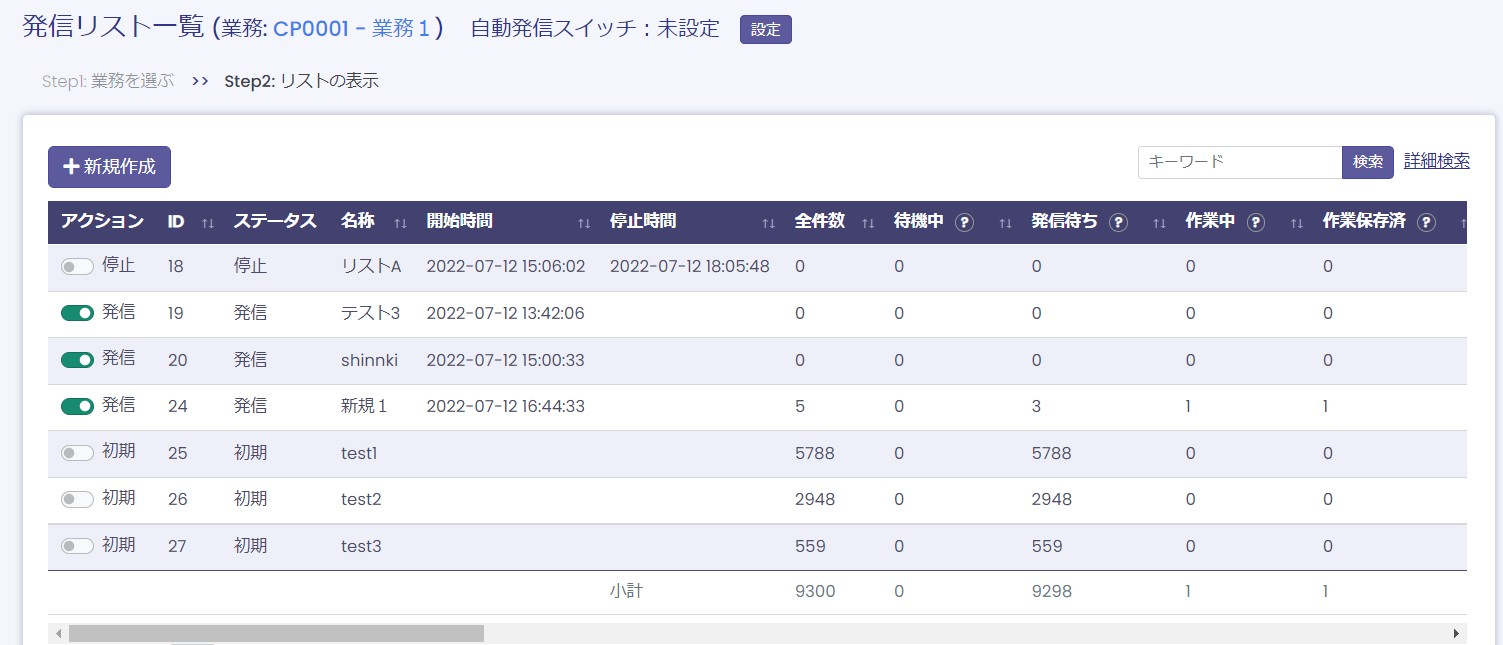 発信リスト一覧 (業務: CP0001 - 業務１) 自動発信スイッチ：未設定 設定
Step1: 業務を選ぶ >> Step2: リストの表示
新規作成 キーワード 検索 詳細検索
アクション ID ステータス 名称 開始時間 停止時間 全件数 待機中 ? 発信待ち ? 作業中 ? 作業保存済 ?
停止 18 停止 リストA 2022-07-12 15:06:02 2022-07-12 18:05:48 0 0 0 0 0
発信 19 発信 テスト3 2022-07-12 13:42:06 0 0 0 0 0
発信 20 発信 shinnki 2022-07-12 15:00:33 0 0 0 0 0
発信 24 発信 新規１ 2022-07-12 16:44:33 5 0 3 1 1
初期 25 初期 test1 5788 0 5788 0 0
初期 26 初期 test2 2948 0 2948 0 0
初期 27 初期 test3 559 0 559 0 0
小計 9300 0 9298 1 1